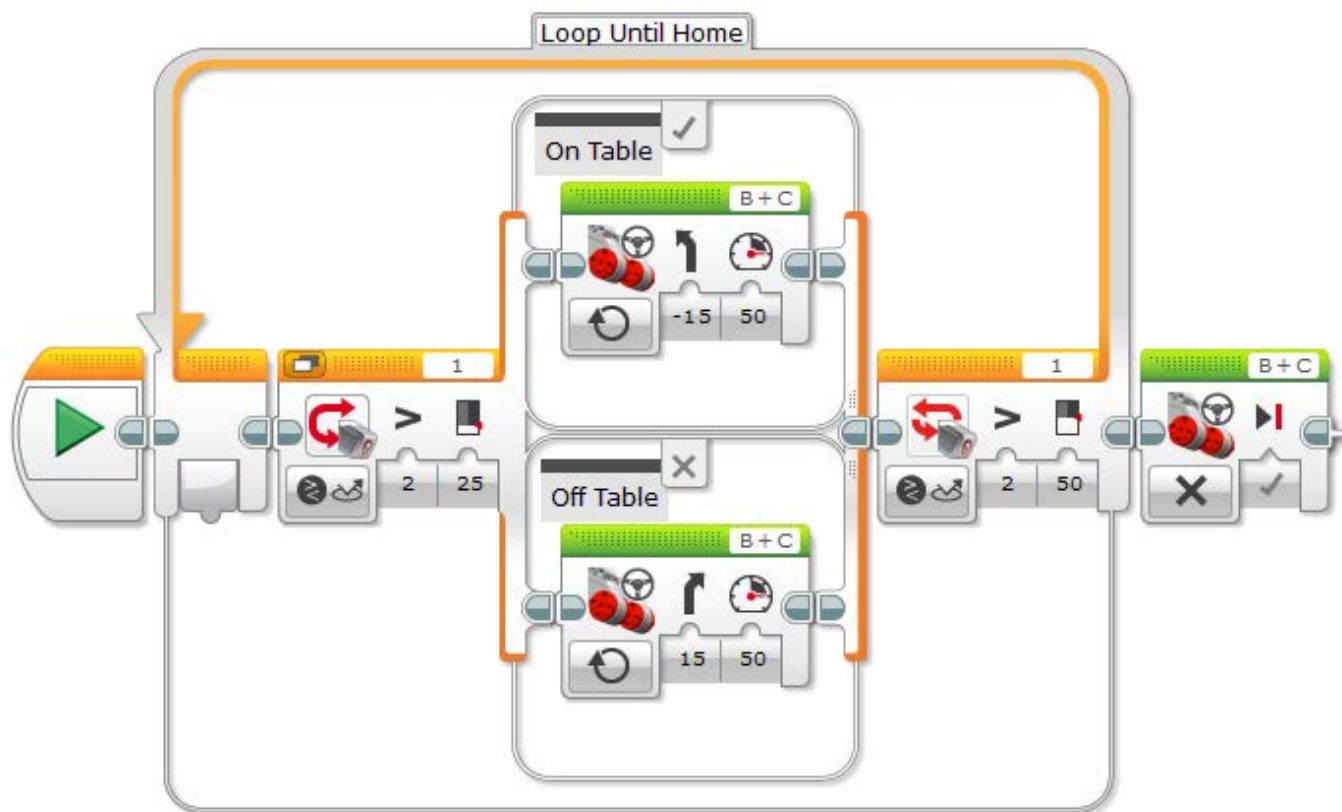 Loop Until Home
On Table
B + C
-15 50
1
2 25
Off Table
B + C
15 50
1
2 50
B + C